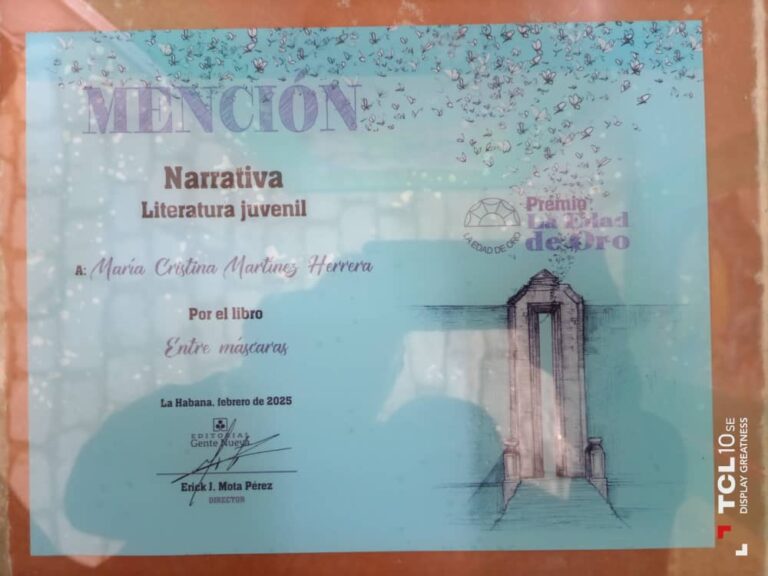 MENCIÓN
Narrativa
Literatura juvenil
Premio
La Edad
de Oro
LA EDAD DE ORO
A: María Cristina Martínez Herrera
Por el libro
Entre máscaras
La Habana, febrero de 2025
EDITORIAL
Gente Nueva
Erick J. Mota Pérez
DIRECTOR
TCL 10 SE
DISPLAY GREATNESS